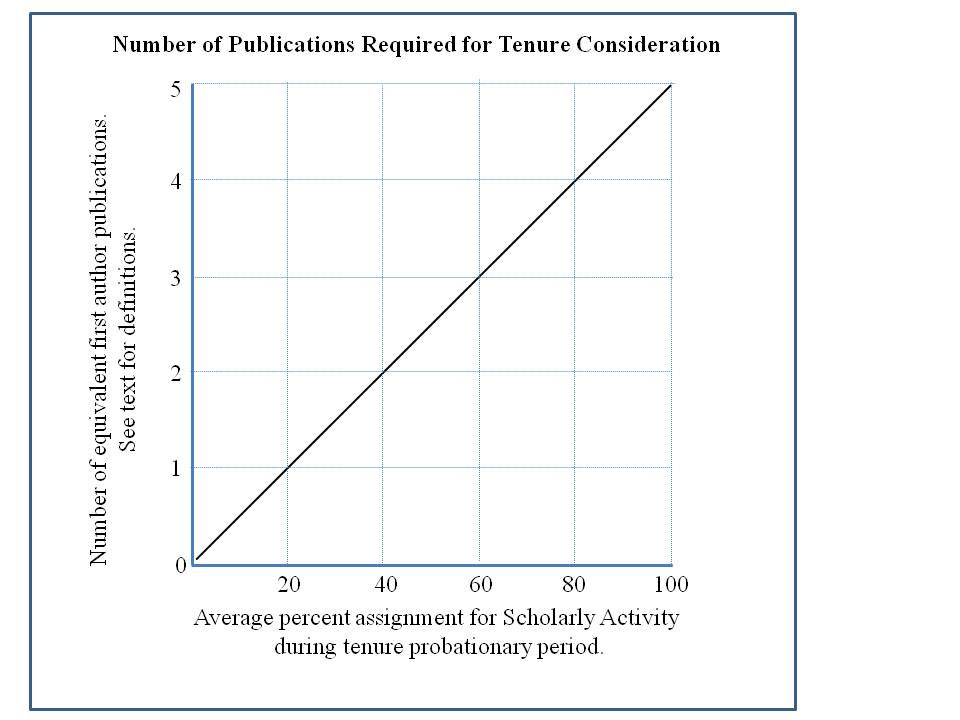 Number of Publications Required for Tenure Consideration
Number of equivalent first author publications.
See text for definitions.
5
4
3
2
1
0
20 40 60 80 100
Average percent assignment for Scholarly Activity
during tenure probationary period.